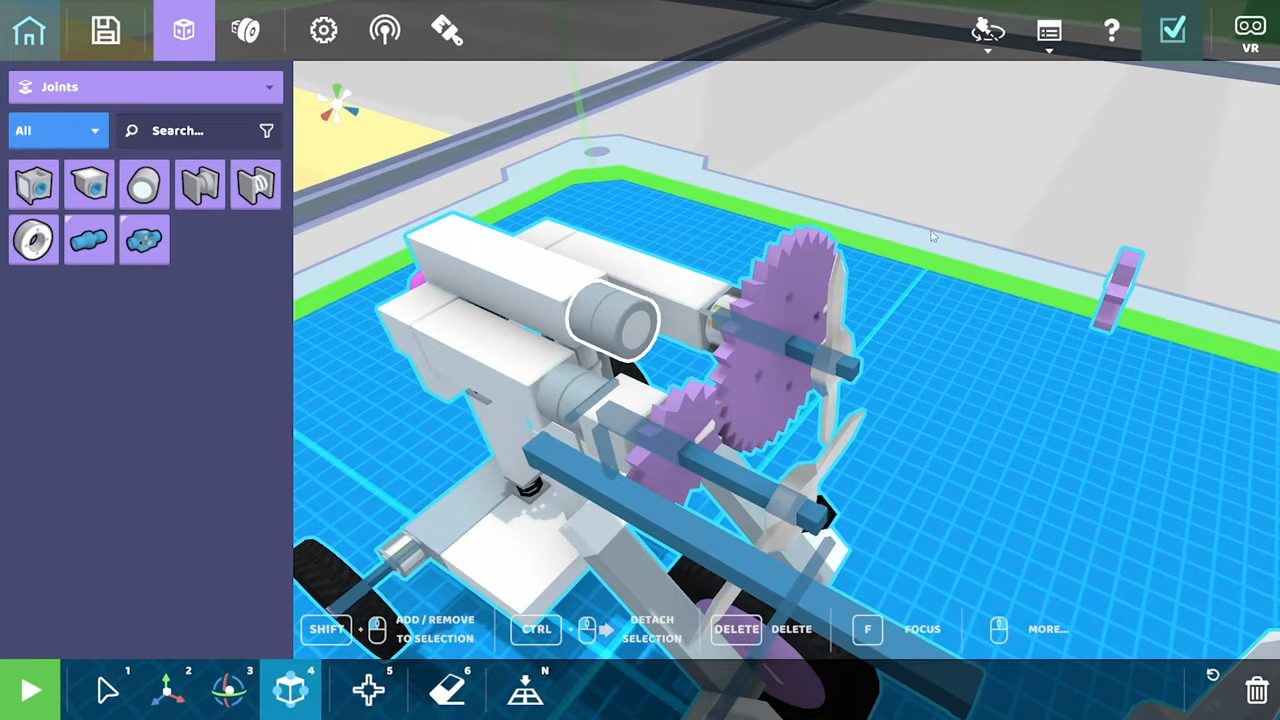 VR
Joints
All
Search...
SHIFT + ADD / REMOVE
TO SELECTION
CTRL + DETACH
SELECTION
DELETE DELETE
F FOCUS
MORE...
1
2
3
4
5
6
N